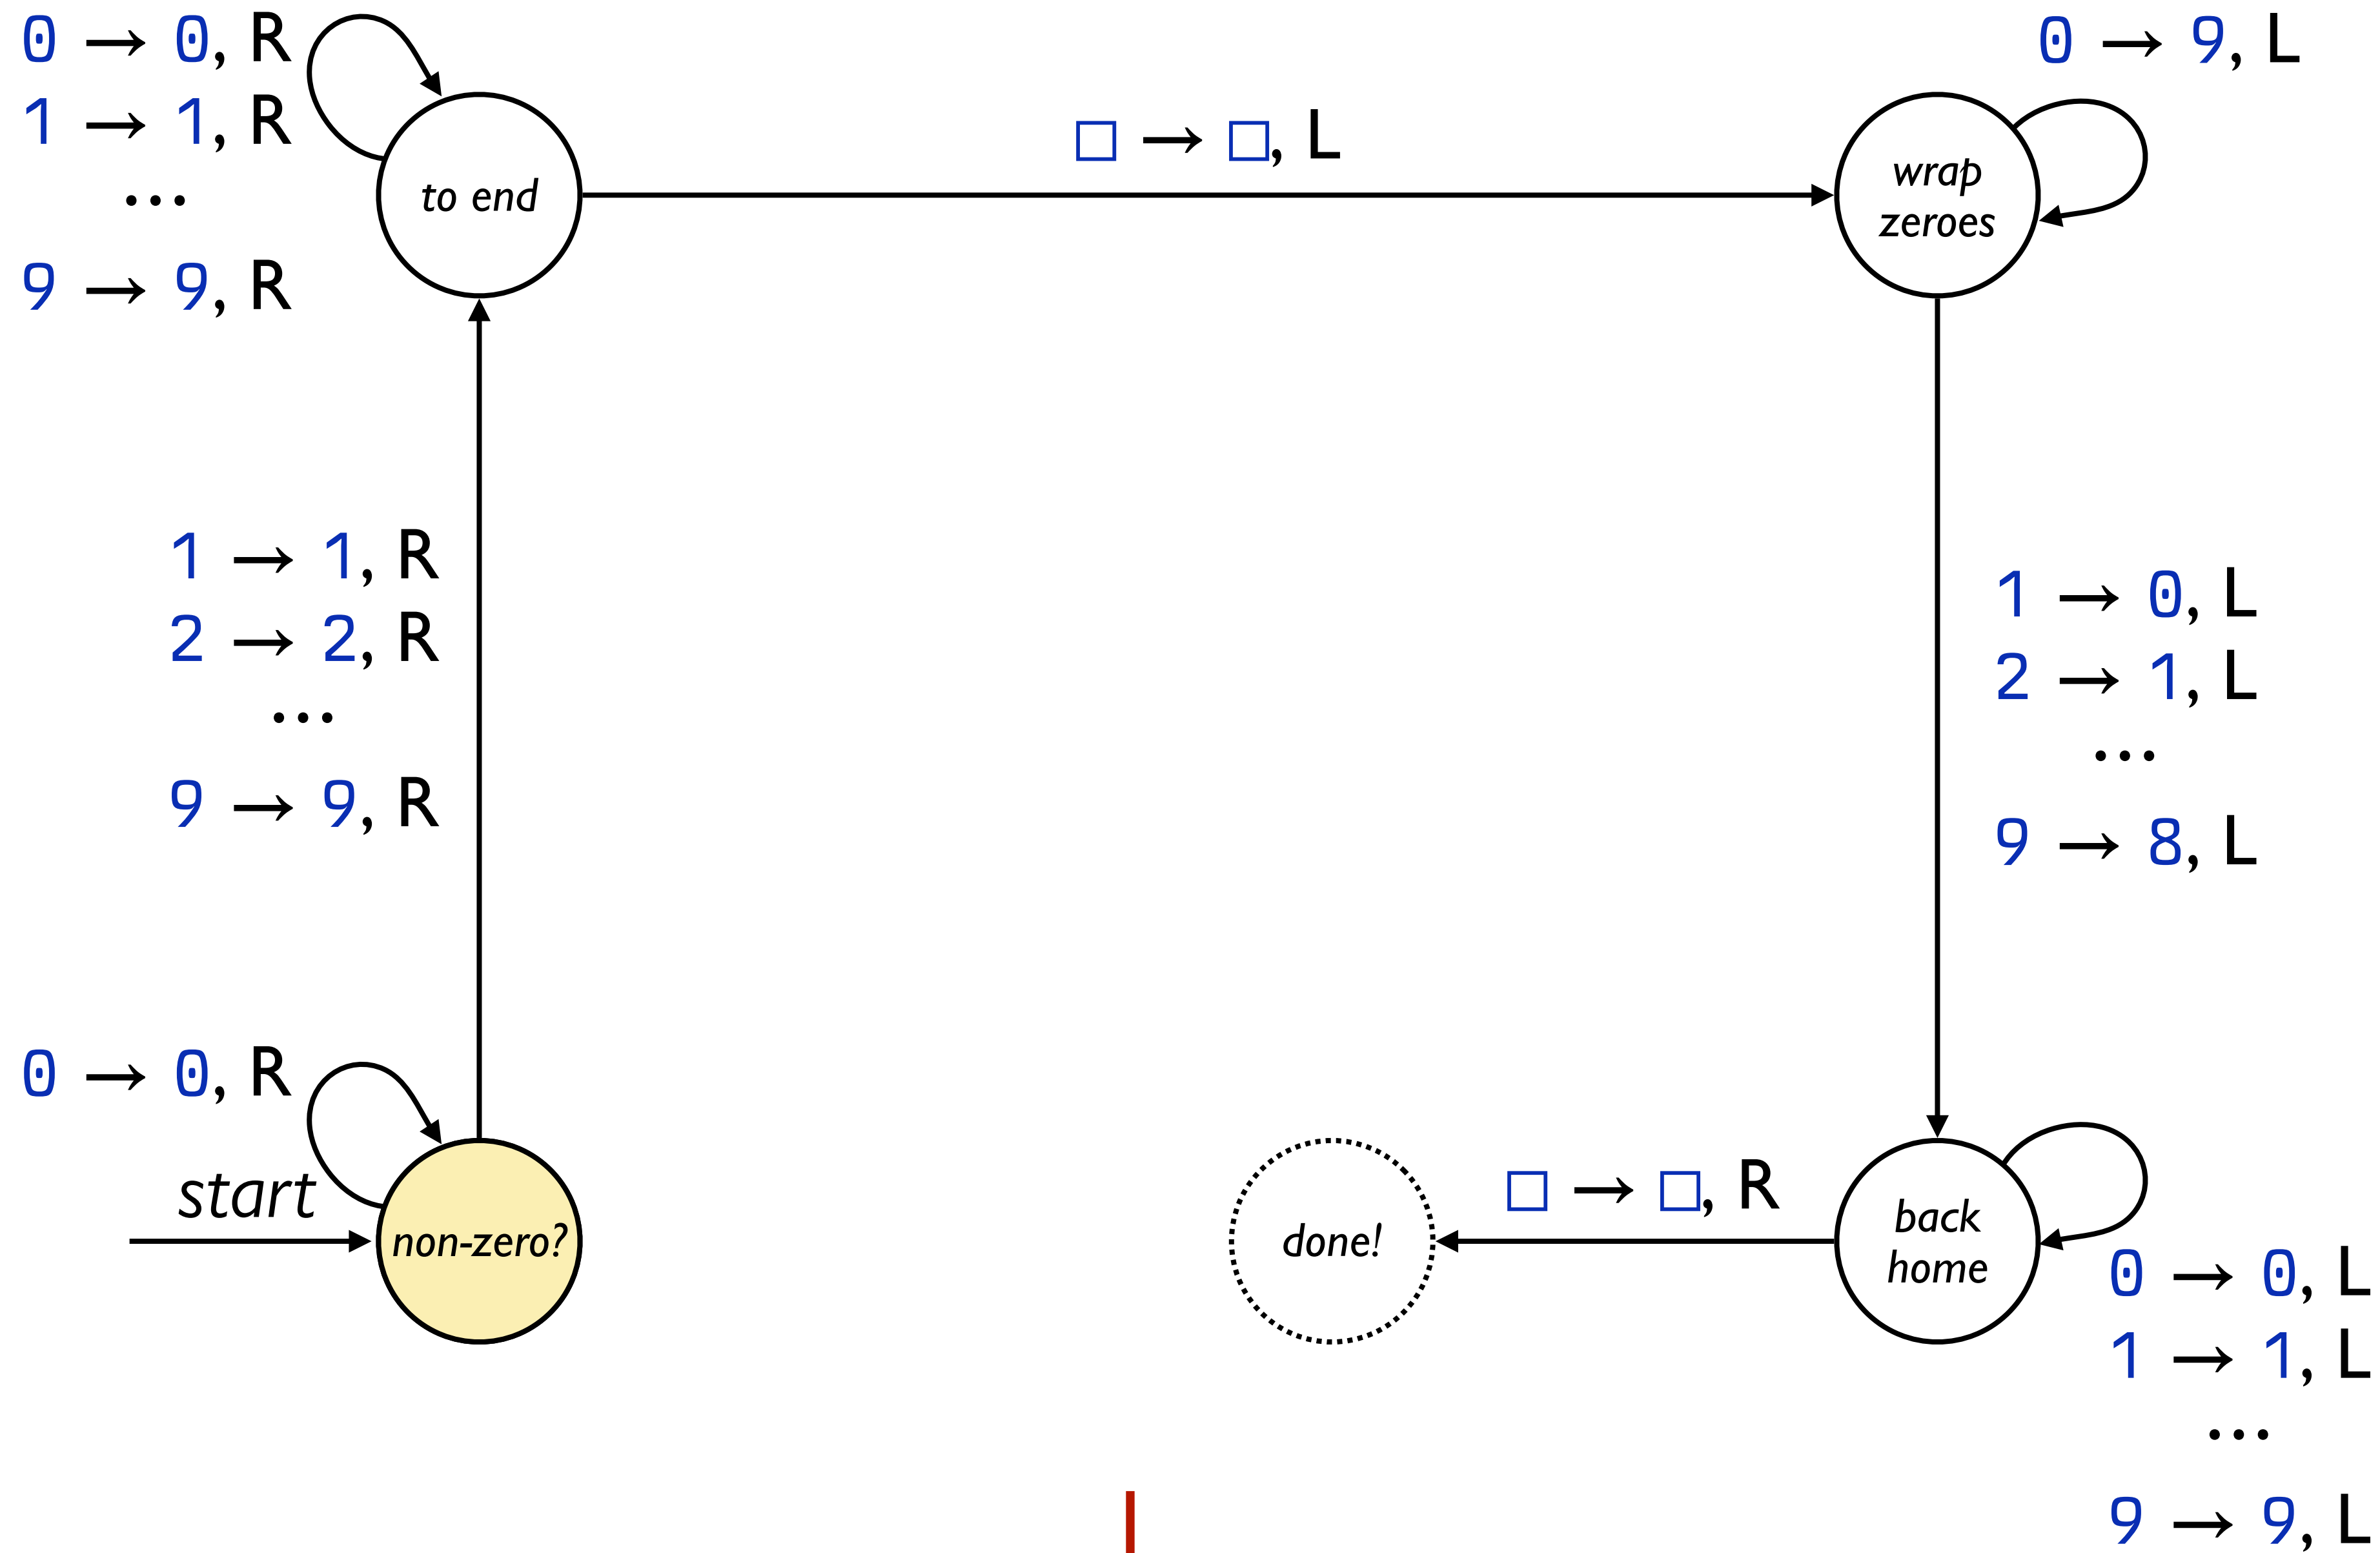 0 → 0, R
1 → 1, R
...
9 → 9, R
to end
□ → □, L
0 → 9, L
wrap
zeroes
1 → 1, R
2 → 2, R
...
9 → 9, R
1 → 0, L
2 → 1, L
...
9 → 8, L
0 → 0, R
start
non-zero?
done!
□ → □, R
back
home
0 → 0, L
1 → 1, L
...
9 → 9, L